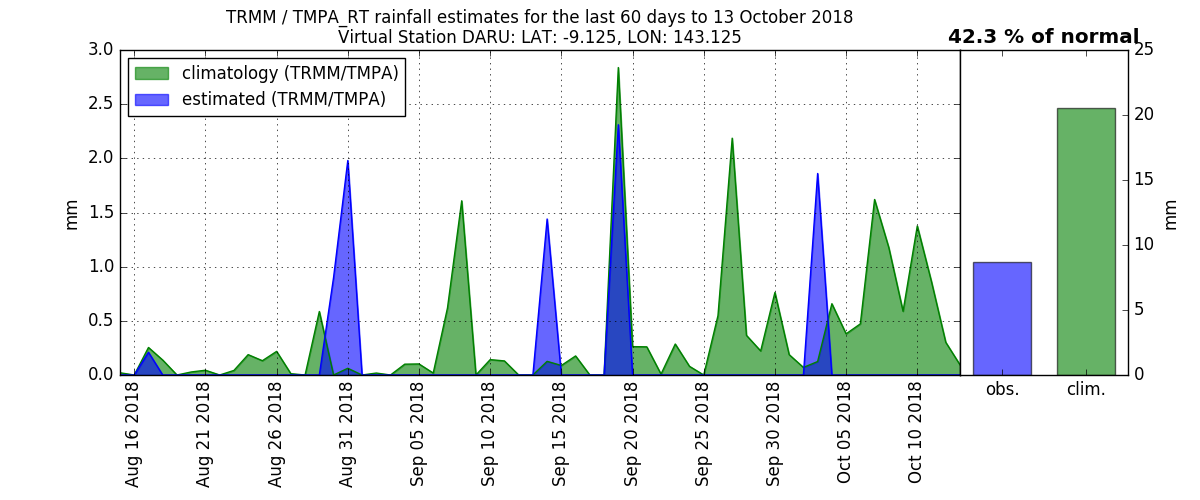 TRMM / TMPA_RT rainfall estimates for the last 60 days to 13 October 2018
Virtual Station DARU: LAT: -9.125, LON: 143.125
42.3 % of normal
climatology (TRMM/TMPA)
estimated (TRMM/TMPA)
3.0
2.5
2.0
1.5
1.0
0.5
0.0
mm
Aug 16 2018
Aug 21 2018
Aug 26 2018
Aug 31 2018
Sep 05 2018
Sep 10 2018
Sep 15 2018
Sep 20 2018
Sep 25 2018
Sep 30 2018
Oct 05 2018
Oct 10 2018
obs.
clim.
25
20
15
10
5
0
mm